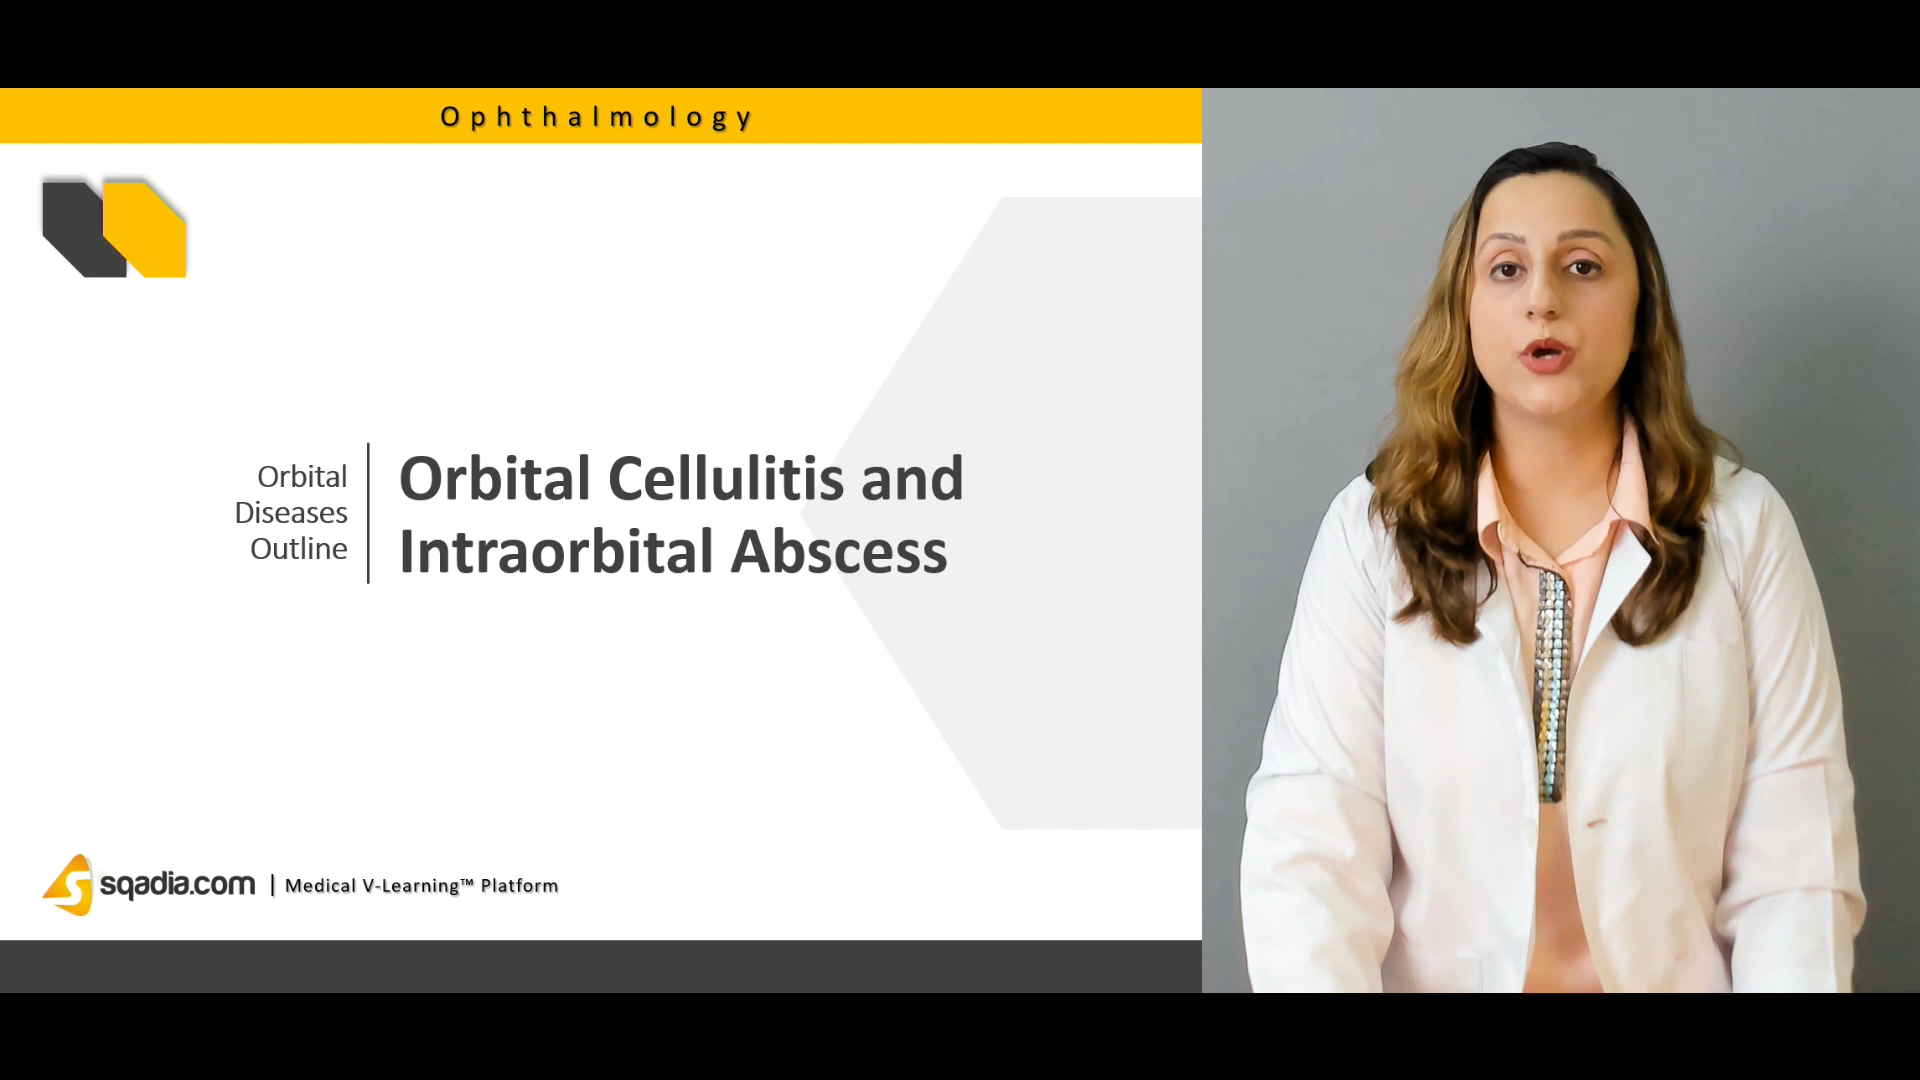 Ophthalmology
Orbital
Diseases
Outline
Orbital Cellulitis and
Intraorbital Abscess
sqadia.com | Medical V-Learning™ Platform